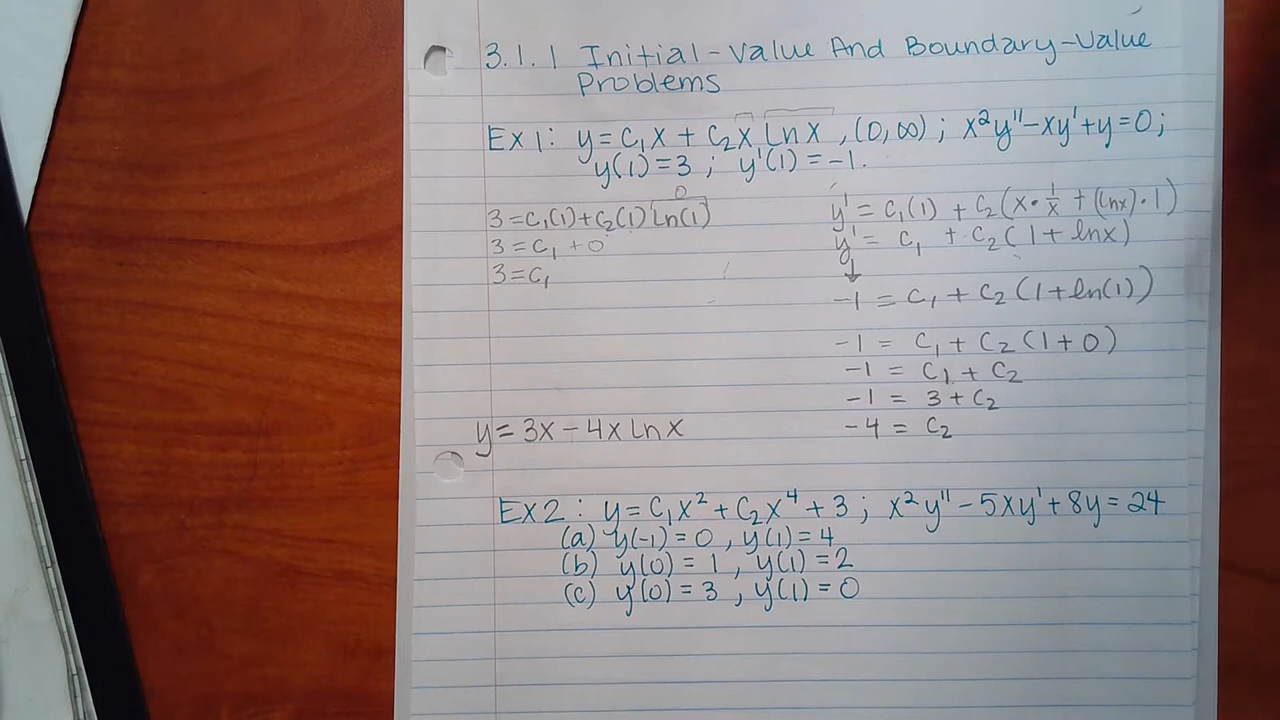 3.1.1 Initial-Value And Boundary-Value
Problems
Ex 1: y = c₁x + c₂x ln x, (0, ∞); x²y'' - xy' + y = 0;
y(1) = 3; y'(1) = -1.
0
3 = c₁(1) + c₂(1) ln(1)
3 = c₁ + 0
3 = c₁
y' = c₁(1) + c₂(x • 1/x + (ln x) • 1)
y' = c₁ + c₂(1 + ln x)
↓
-1 = c₁ + c₂(1 + ln(1))
-1 = c₁ + c₂(1 + 0)
-1 = c₁ + c₂
-1 = 3 + c₂
-4 = c₂
y = 3x - 4x ln x
Ex 2: y = c₁x² + c₂x⁴ + 3; x²y'' - 5xy' + 8y = 24
(a) y(-1) = 0, y(1) = 4
(b) y(0) = 1, y(1) = 2
(c) y(0) = 3, y(1) = 0